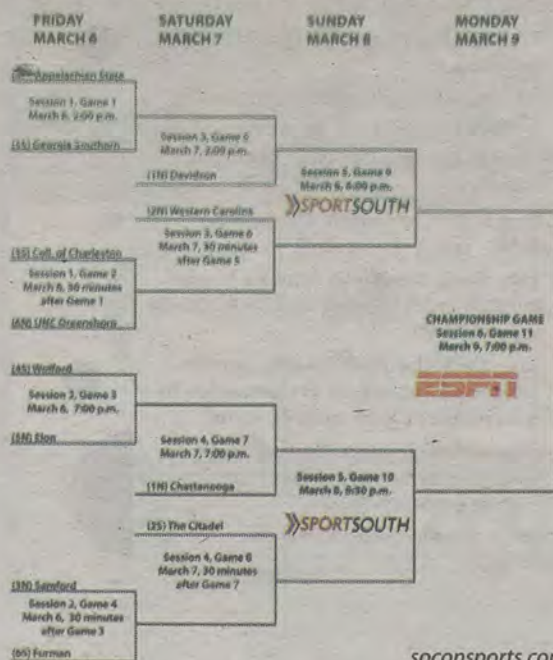 FRIDAY
MARCH 6
SATURDAY
MARCH 7
SUNDAY
MARCH 8
MONDAY
MARCH 9
Appalachian State
Session 1, Game 1
March 6, 2:00 p.m.
Georgia Southern
Session 3, Game
March 7, 2:00 p.m.
(1N) Davidson
Session 5, Game 9
March 8, 6:00 p.m.
SPORTSOUTH
(2N) Western Carolina
Session 3, Game 6
March 7, 30 minutes
after Game 5
(3S) Coll. of Charleston
Session 1, Game 2
March 6, 30 minutes
after Game 1
(6N) UNC Greensboro
CHAMPIONSHIP GAME
Session 6, Game 11
March 9, 7:00 p.m.
ESPN
(4S) Wofford
Session 2, Game 3
March 6, 7:00 p.m.
(5N) Elon
Session 4, Game 7
March 7, 7:00 p.m.
(1N) Chattanooga
Session 5, Game 10
March 8, p.m.
SPORTSOUTH
(2S) The Citadel
Session 4, Game 8
March 7, 30 minutes
after Game 7
(3N) Samford
Session 2, Game 4
March 6, 30 minutes
after Game 3
(6S) Furman
soconsports.com